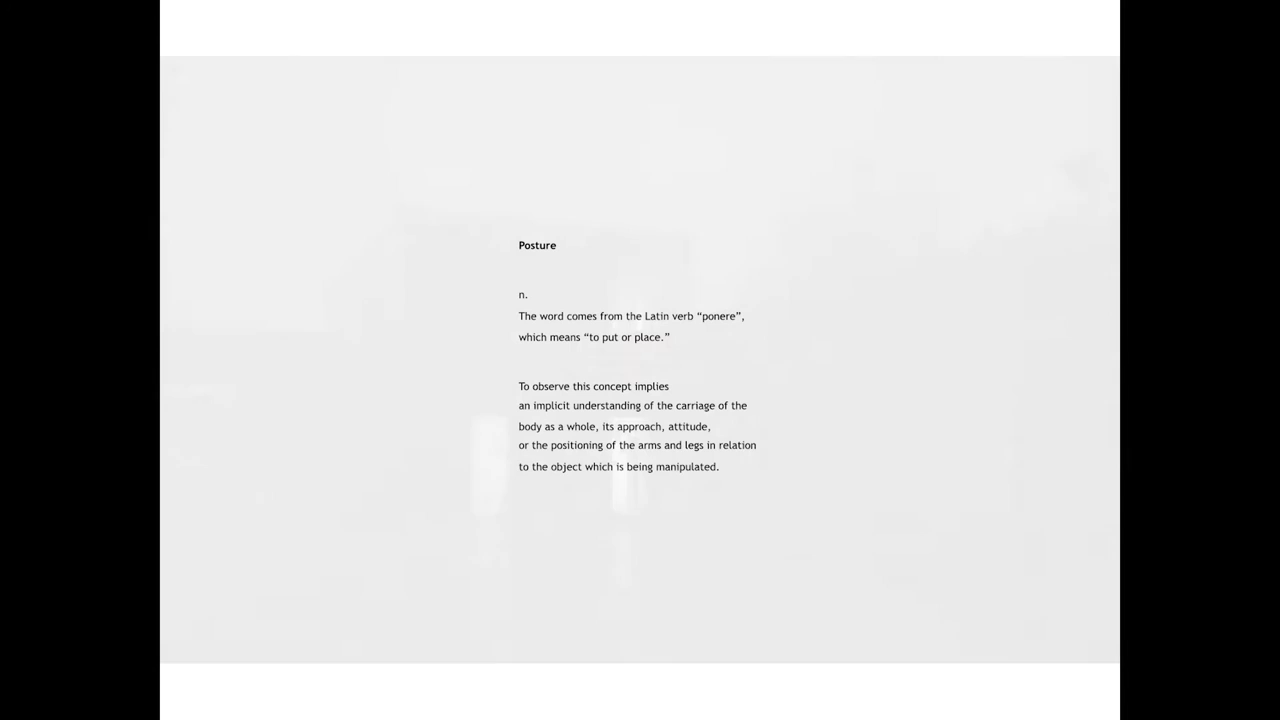 Posture
n.
The word comes from the Latin verb “ponere”,
which means “to put or place.”
To observe this concept implies
an implicit understanding of the carriage of the
body as a whole, its approach, attitude,
or the positioning of the arms and legs in relation
to the object which is being manipulated.